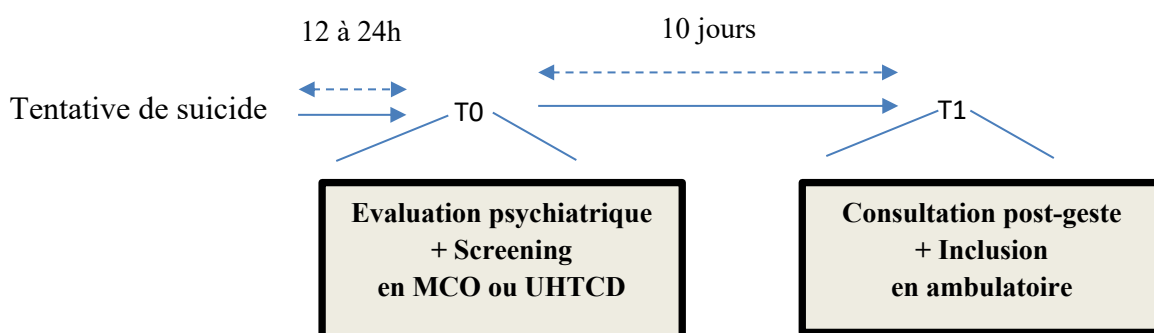 12 à 24h
10 jours
Tentative de suicide
T0
T1
Evaluation psychiatrique
+ Screening
en MCO ou UHTCD
Consultation post-geste
+ Inclusion
en ambulatoire